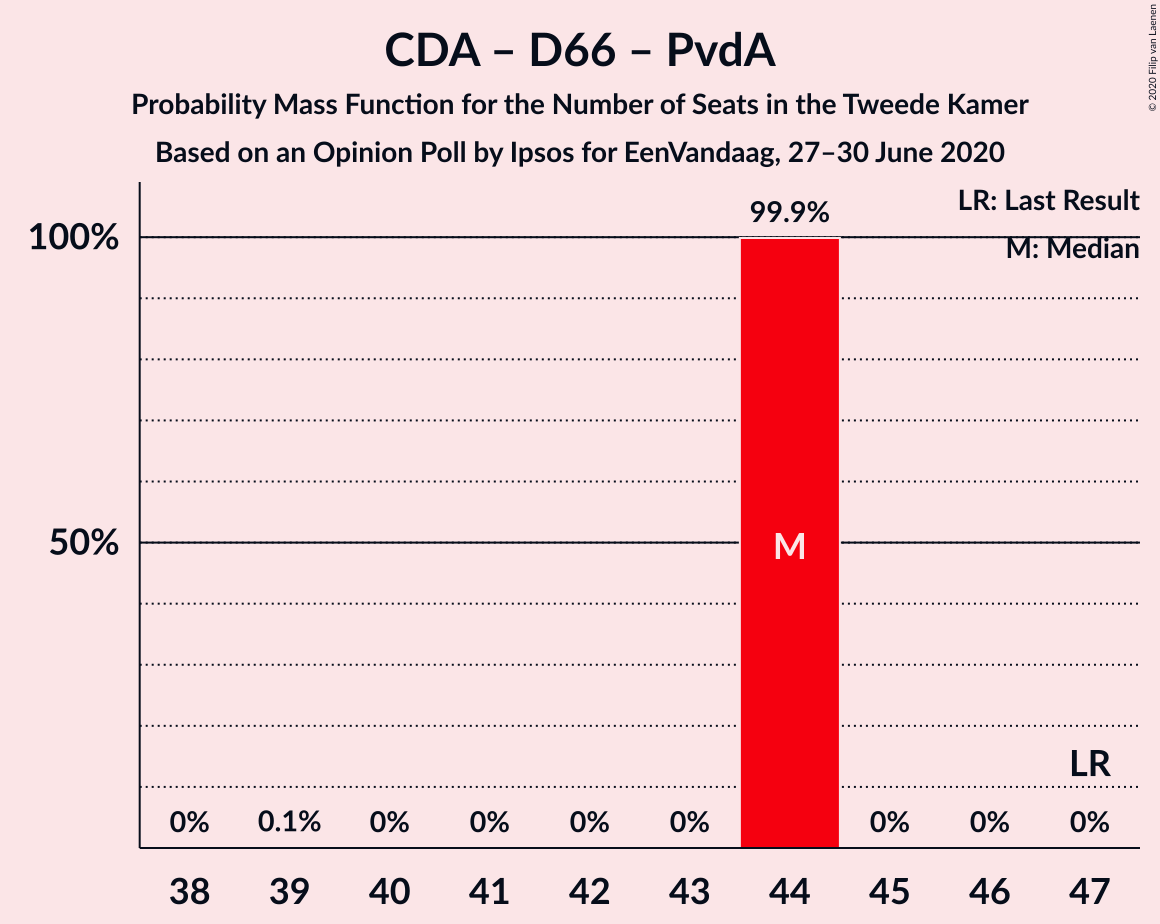 CDA – D66 – PvdA
Probability Mass Function for the Number of Seats in the Tweede Kamer
Based on an Opinion Poll by Ipsos for EenVandaag, 27–30 June 2020
© 2020 Filip van Laenen
LR: Last Result
M: Median
99.9%
100%
50%
M
LR
0% 0.1% 0% 0% 0% 0% 0% 0% 0%
38 39 40 41 42 43 44 45 46 47